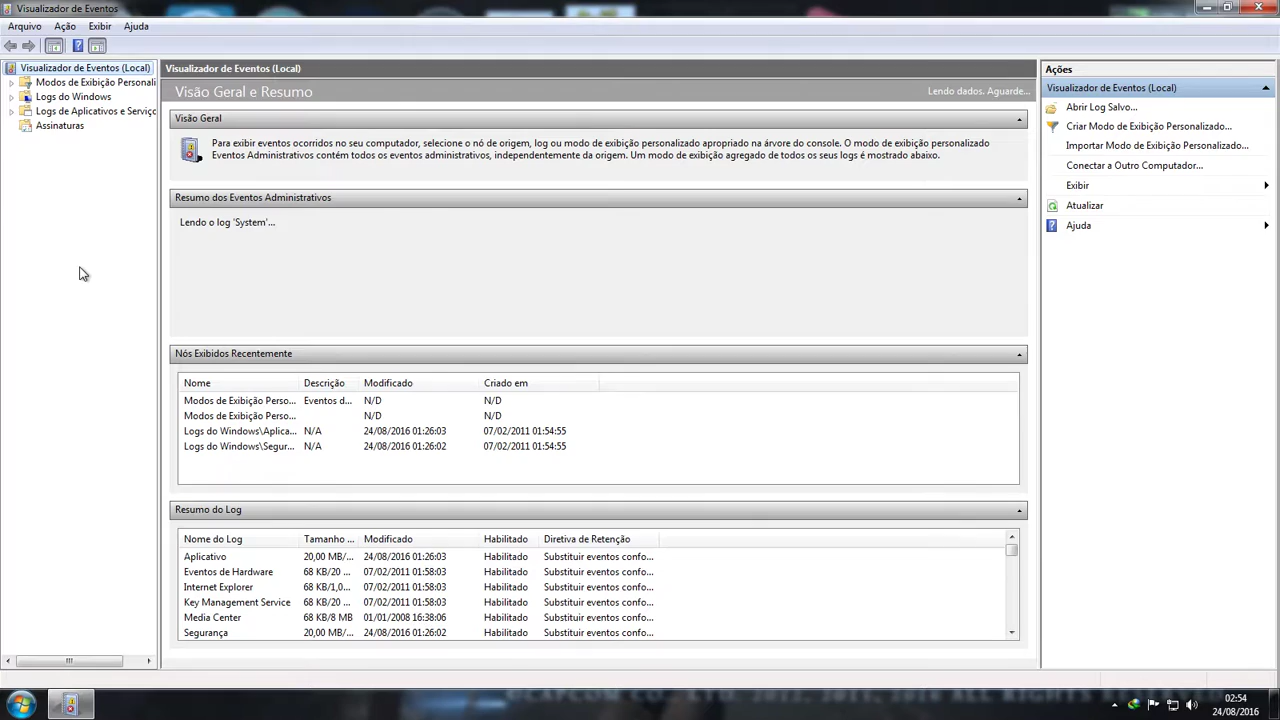 Visualizador de Eventos
Arquivo Ação Exibir Ajuda
Visualizador de Eventos (Local)
Modos de Exibição Personali
Logs do Windows
Logs de Aplicativos e Serviço
Assinaturas
Visualizador de Eventos (Local)
Visão Geral e Resumo
Lendo dados. Aguarde...
Visão Geral
Para exibir eventos ocorridos no seu computador, selecione o nó de origem, log ou modo de exibição personalizado apropriado na árvore do console. O modo de exibição personalizado
Eventos Administrativos contém todos os eventos administrativos, independentemente da origem. Um modo de exibição agregado de todos os seus logs é mostrado abaixo.
Resumo dos Eventos Administrativos
Lendo o log 'System'...
Nós Exibidos Recentemente
Nome Descrição Modificado Criado em
Modos de Exibição Perso... Eventos d... N/D N/D
Modos de Exibição Perso... N/D N/D
Logs do Windows\Aplica... N/A 24/08/2016 01:26:03 07/02/2011 01:54:55
Logs do Windows\Segur... N/A 24/08/2016 01:26:02 07/02/2011 01:54:55
Resumo do Log
Nome do Log Tamanho ... Modificado Habilitado Diretiva de Retenção
Aplicativo 20,00 MB/... 24/08/2016 01:26:03 Habilitado Substituir eventos confo...
Eventos de Hardware 68 KB/20 ... 07/02/2011 01:58:03 Habilitado Substituir eventos confo...
Internet Explorer 68 KB/1,0... 07/02/2011 01:58:03 Habilitado Substituir eventos confo...
Key Management Service 68 KB/20 ... 07/02/2011 01:58:03 Habilitado Substituir eventos confo...
Media Center 68 KB/8 MB 01/01/2008 16:38:06 Habilitado Substituir eventos confo...
Segurança 20,00 MB/... 24/08/2016 01:26:02 Habilitado Substituir eventos confo...
Ações
Visualizador de Eventos (Local)
Abrir Log Salvo...
Criar Modo de Exibição Personalizado...
Importar Modo de Exibição Personalizado...
Conectar a Outro Computador...
Exibir
Atualizar
Ajuda
02:54
24/08/2016